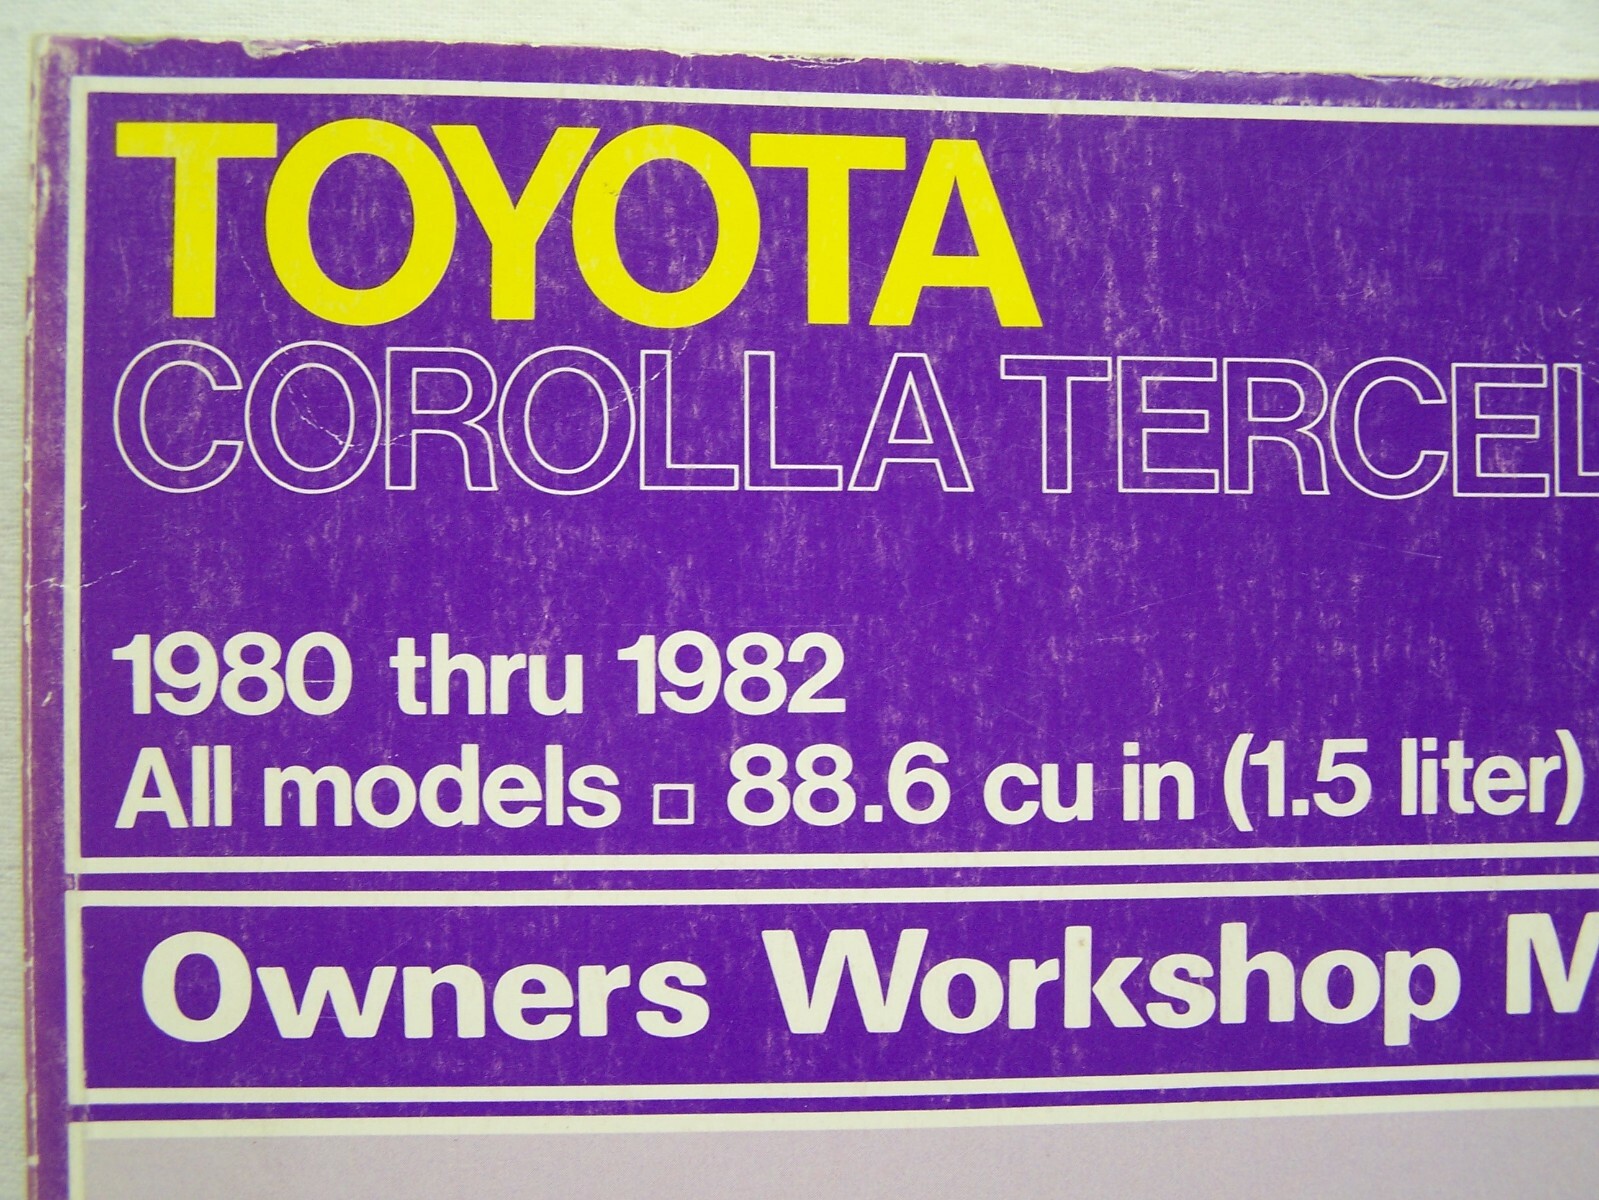 TOYOTA
COROLLA TERCEL
1980 thru 1982
All models □ 88.6 cu in (1.5 liter)
Owners Workshop M